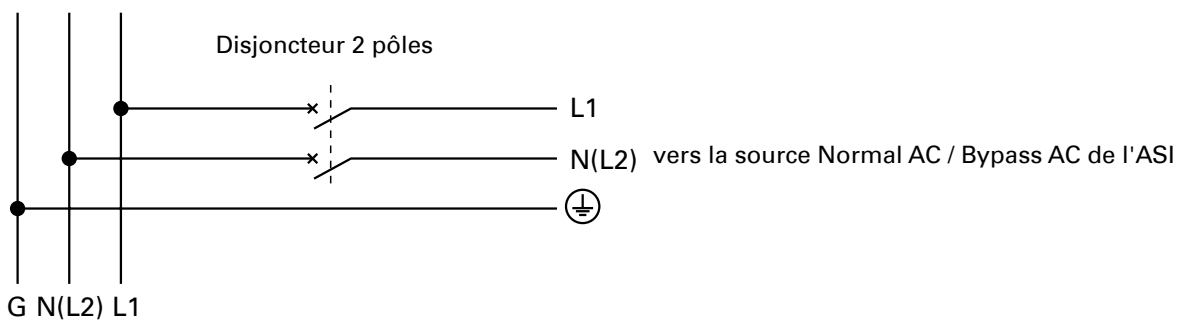 Disjoncteur 2 pôles
L1
N(L2) vers la source Normal AC / Bypass AC de l'ASI
G N(L2) L1